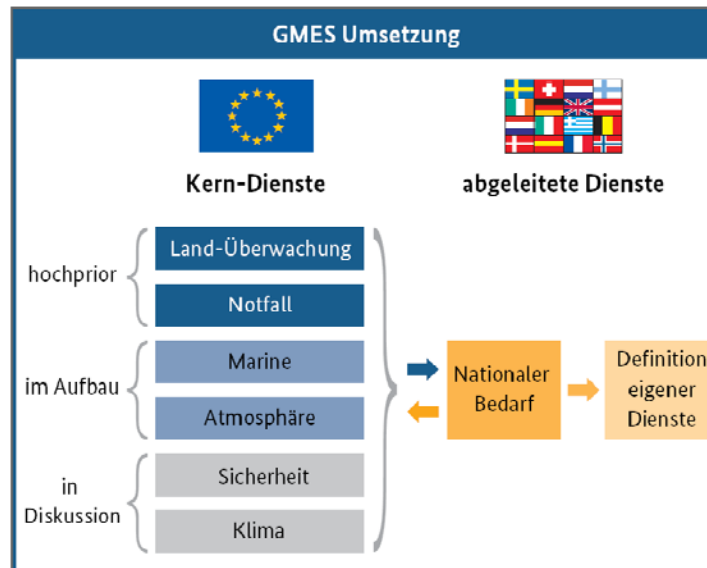 GMES Umsetzung
Kern-Dienste
abgeleitete Dienste
hochprior
Land-Überwachung
Notfall
im Aufbau
Marine
Atmosphäre
in
Diskussion
Sicherheit
Klima
Nationaler
Bedarf
Definition
eigener
Dienste